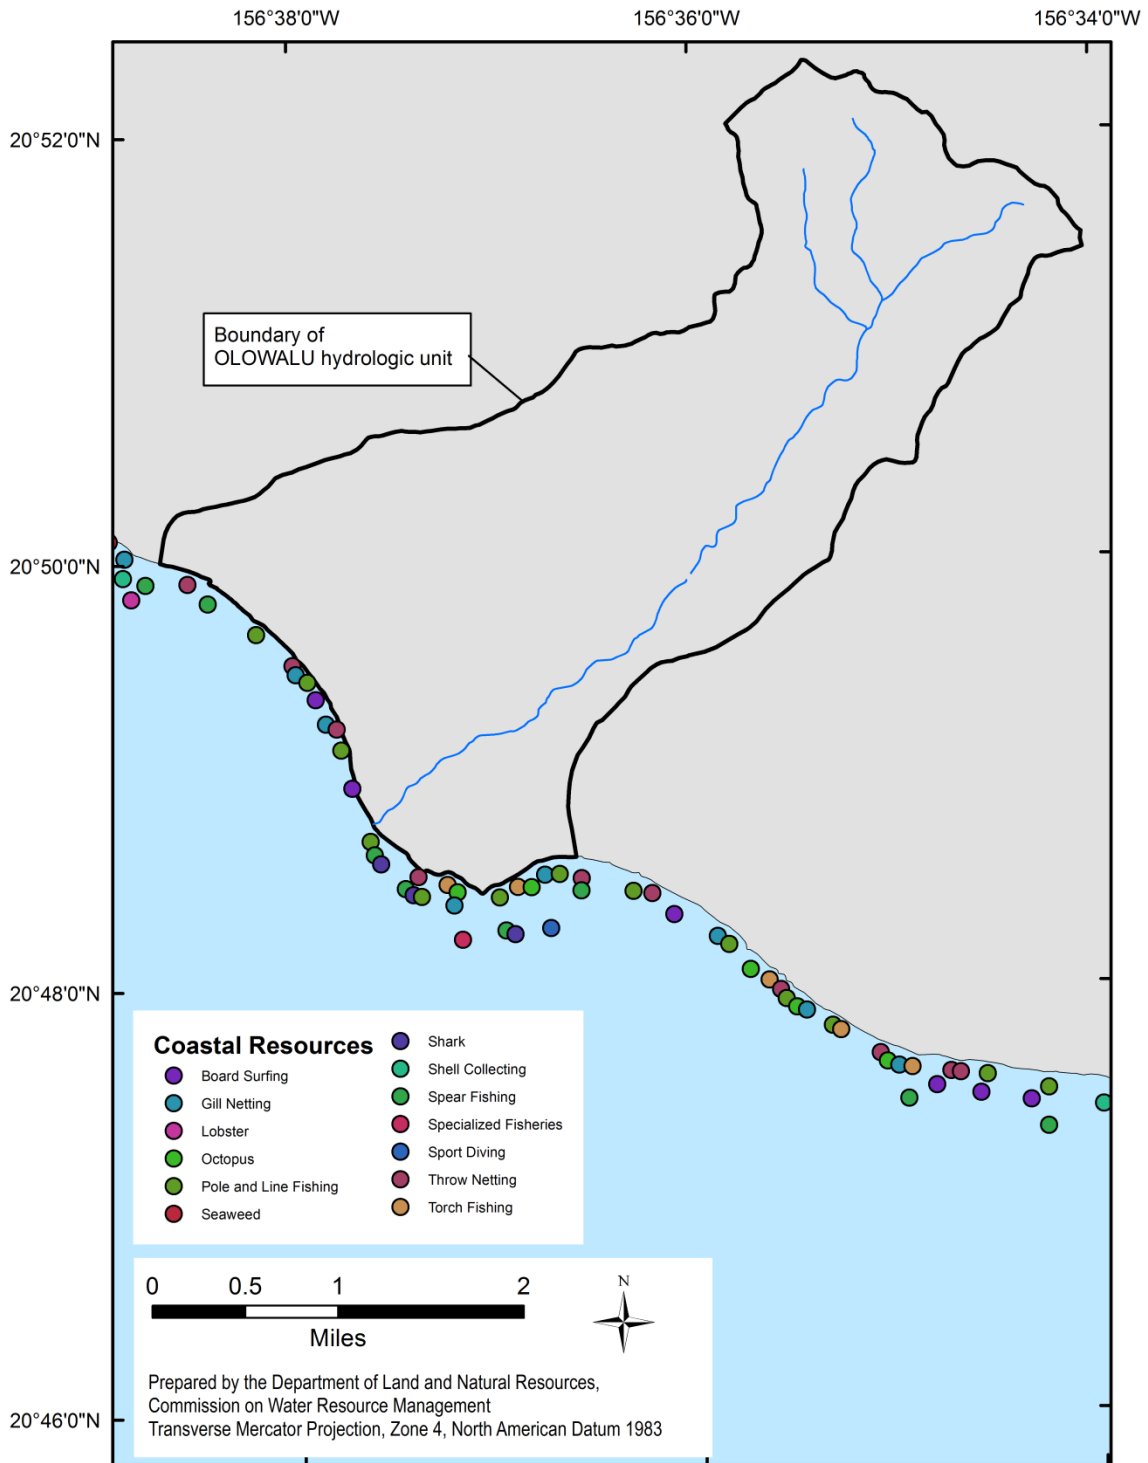 156°38'0"W
156°36'0"W
156°34'0"W
20°52'0"N
Boundary of
OLOWALU hydrologic unit
20°50'0"N
20°48'0"N
Coastal Resources
Board Surfing
Gill Netting
Lobster
Octopus
Pole and Line Fishing
Seaweed
Shark
Shell Collecting
Spear Fishing
Specialized Fisheries
Sport Diving
Throw Netting
Torch Fishing
0 0.5 1 2
Miles
N
Prepared by the Department of Land and Natural Resources,
Commission on Water Resource Management
Transverse Mercator Projection, Zone 4, North American Datum 1983
20°46'0"N